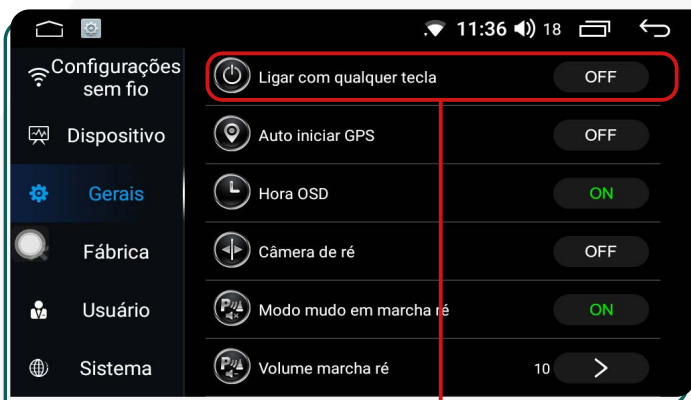 11:36 18
Configurações
sem fio
Ligar com qualquer tecla OFF
Dispositivo
Auto iniciar GPS OFF
Gerais
Hora OSD ON
Fábrica
Câmera de ré OFF
Usuário
Modo mudo em marcha ré ON
Sistema
Volume marcha ré 10